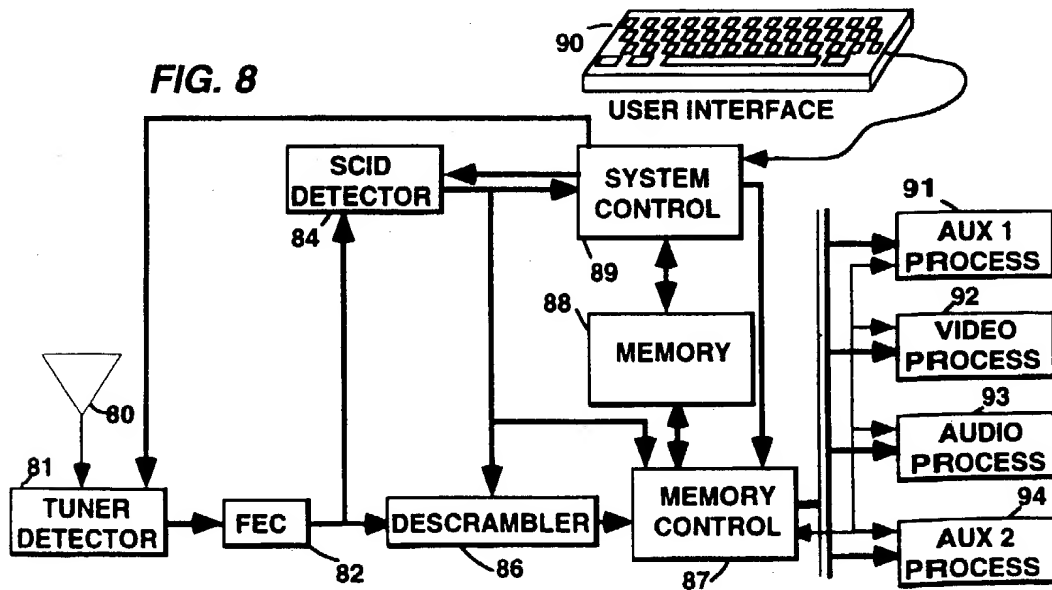 90
FIG. 8
USER INTERFACE
SCID
DETECTOR
84
SYSTEM
CONTROL
89
91
AUX 1
PROCESS
88
MEMORY
92
VIDEO
PROCESS
80
93
AUDIO
PROCESS
81
TUNER
DETECTOR
FEC
82
DESCRAMBLER
86
MEMORY
CONTROL
87
94
AUX 2
PROCESS